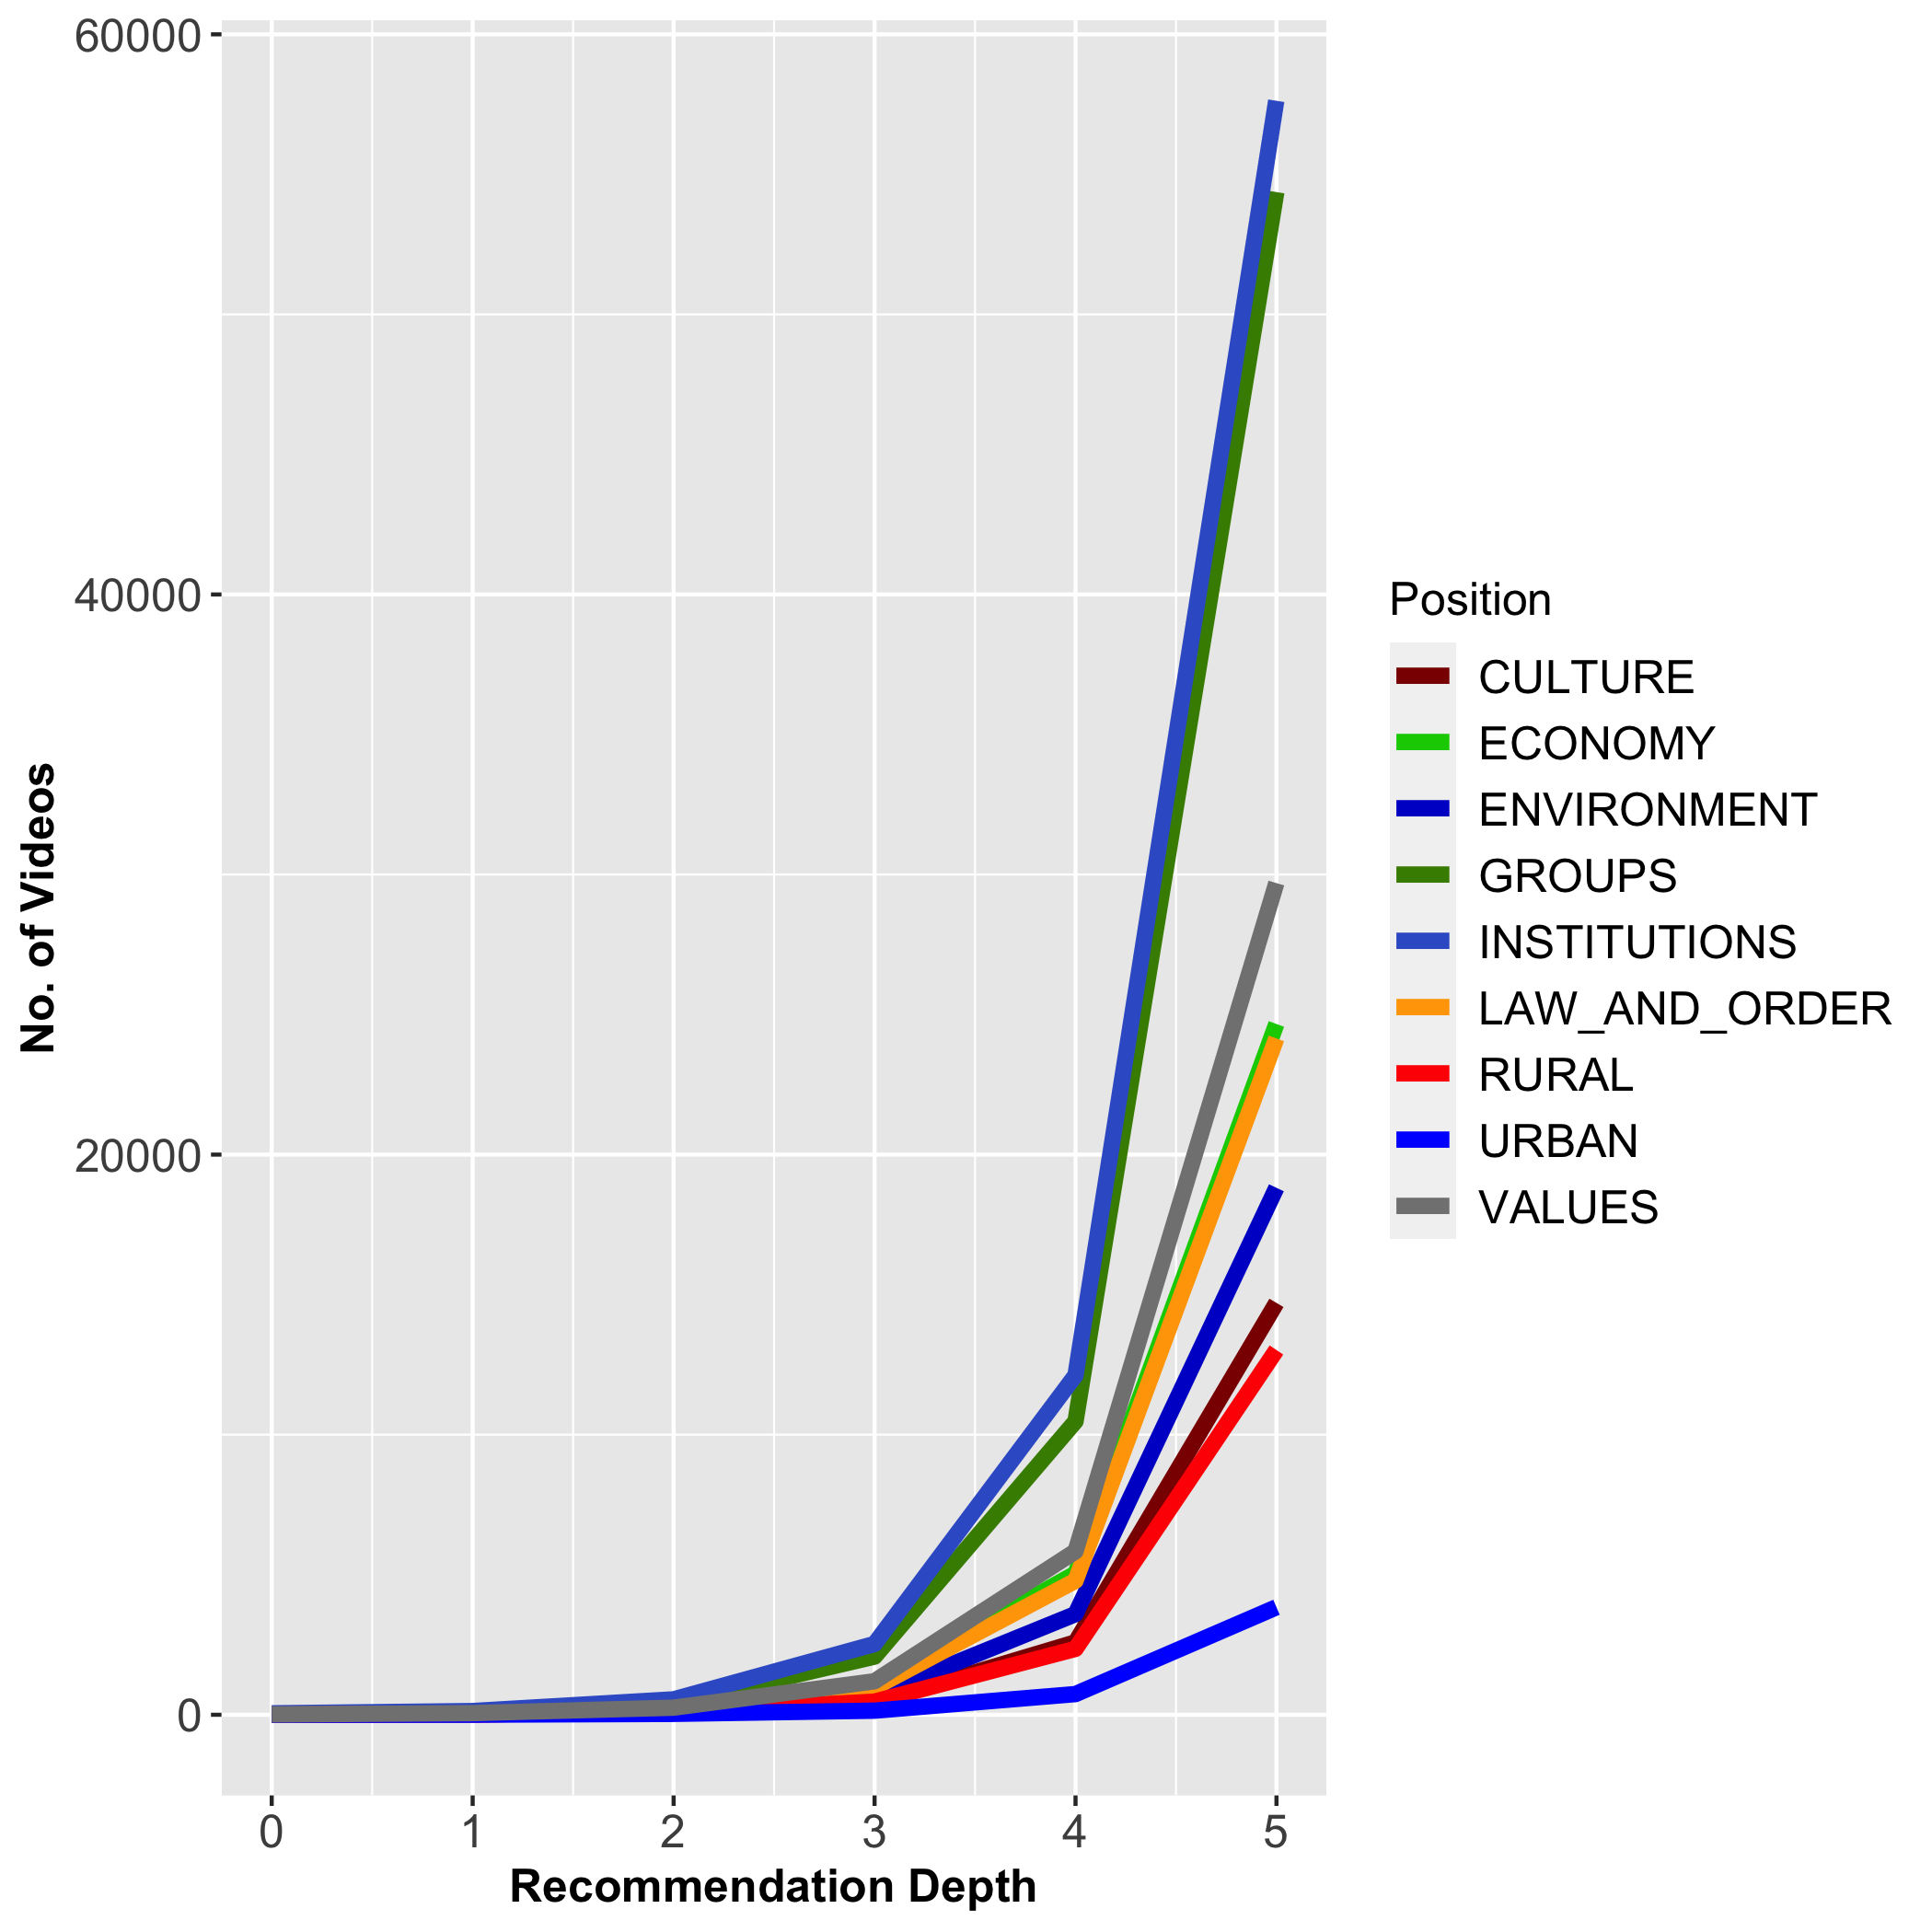 60000
40000
20000
0
No. of Videos
0 1 2 3 4 5
Recommendation Depth
Position
CULTURE
ECONOMY
ENVIRONMENT
GROUPS
INSTITUTIONS
LAW_AND_ORDER
RURAL
URBAN
VALUES